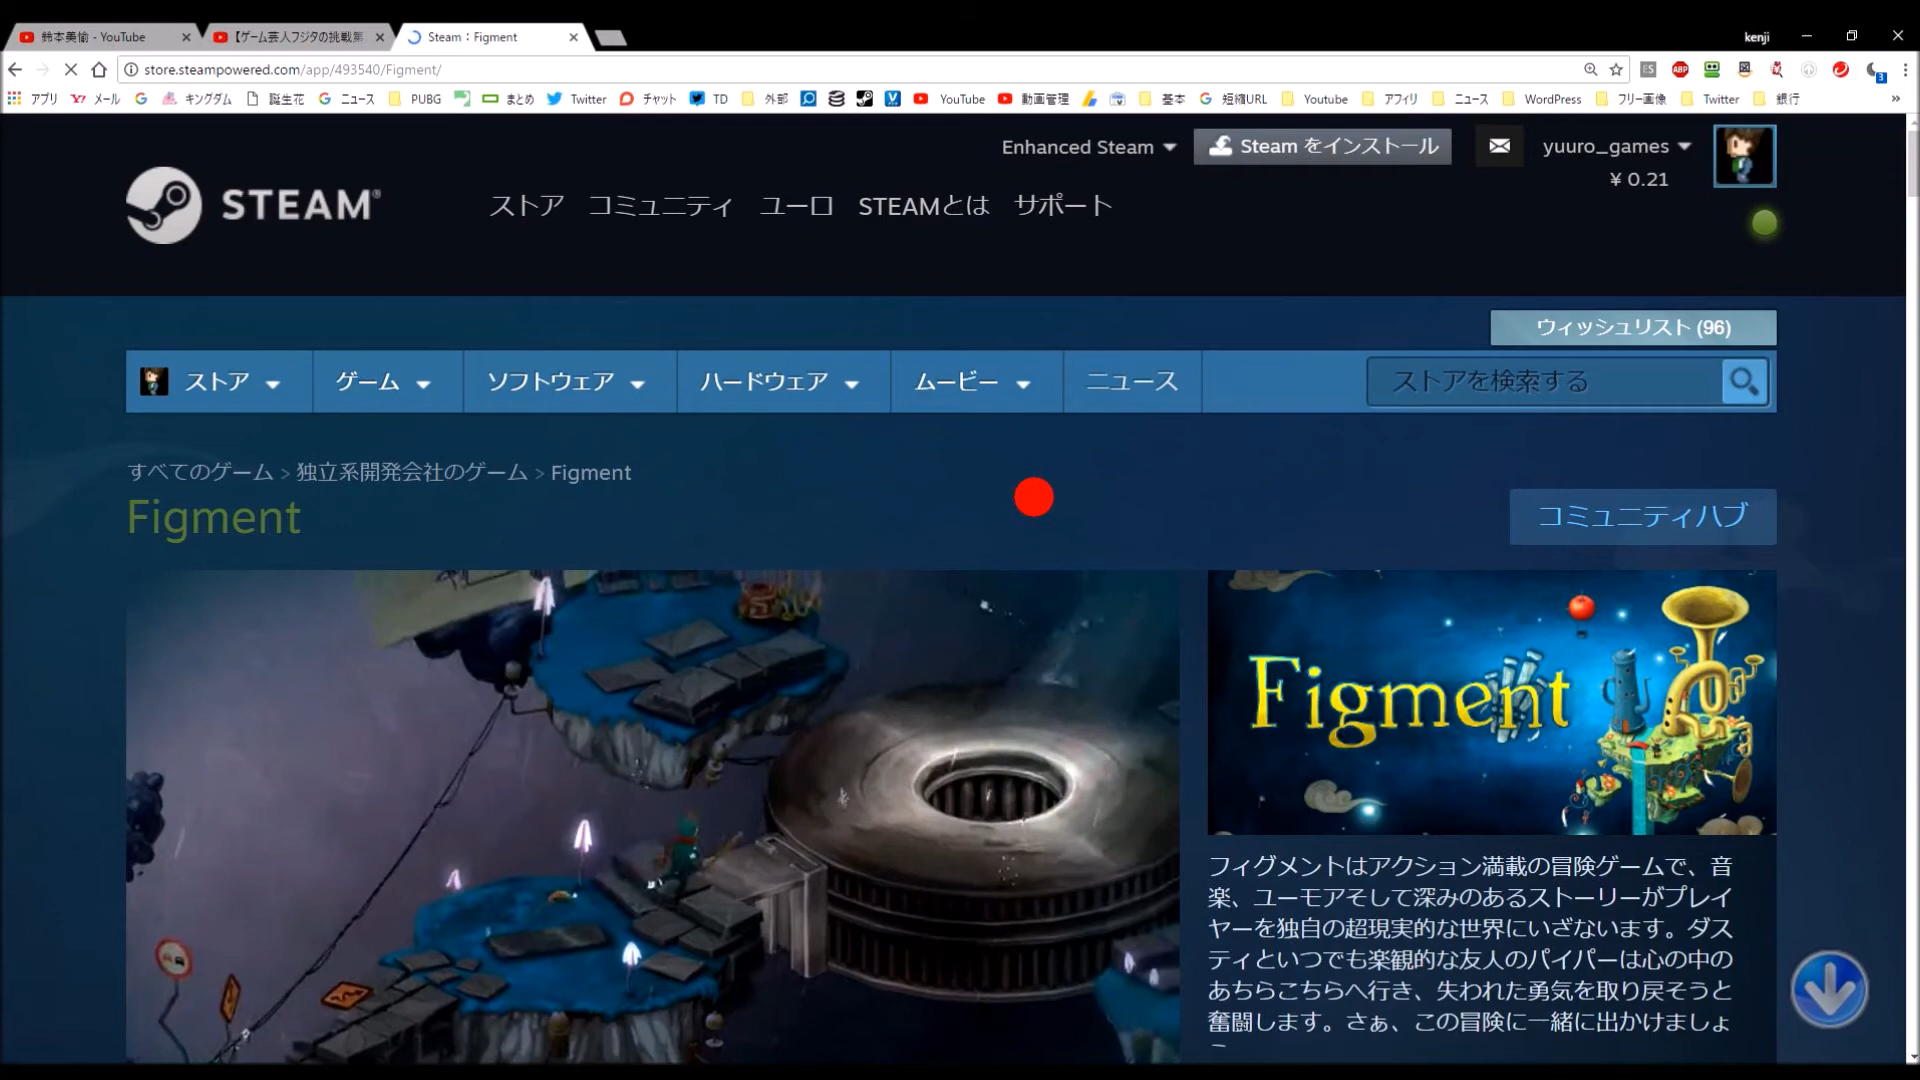 鈴本美愉 - YouTube
【ゲーム芸人フジタの挑戦無
Steam：Figment
kenji
store.steampowered.com/app/493540/Figment/
アプリ メール キングダム 誕生花 ニュース PUBG まとめ Twitter チャット TD 外部 YouTube 動画管理 基本 短縮URL Youtube アフィリ ニュース WordPress フリー画像 Twitter 銀行 »
Enhanced Steam
Steam をインストール
yuuro_games
¥ 0.21
STEAM®
ストア コミュニティ ユーロ STEAMとは サポート
ウィッシュリスト (96)
ストア ゲーム ソフトウェア ハードウェア ムービー ニュース ストアを検索する
すべてのゲーム > 独立系開発会社のゲーム > Figment
Figment
コミュニティハブ
Figment
フィグメントはアクション満載の冒険ゲームで、音
楽、ユーモアそして深みのあるストーリーがプレイ
ヤーを独自の超現実的な世界にいざないます。ダス
ティといつでも楽観的な友人のパイパーは心の中の
あちらこちらへ行き、失われた勇気を取り戻そうと
奮闘します。さぁ、この冒険に一緒に出かけましょ